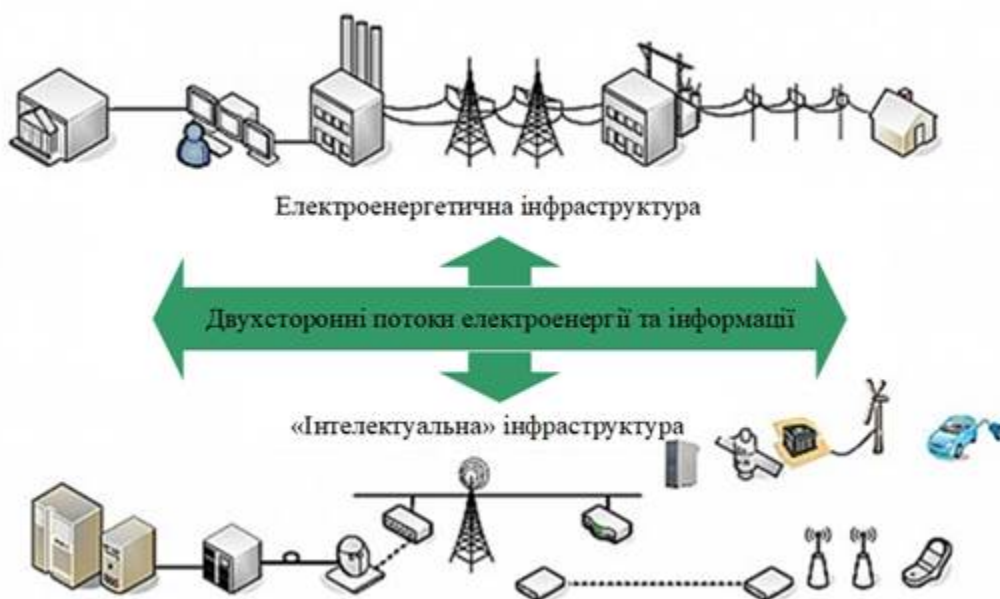 Електроенергетична інфраструктура
Двухсторонні потоки електроенергії та інформації
«Інтелектуальна» інфраструктура